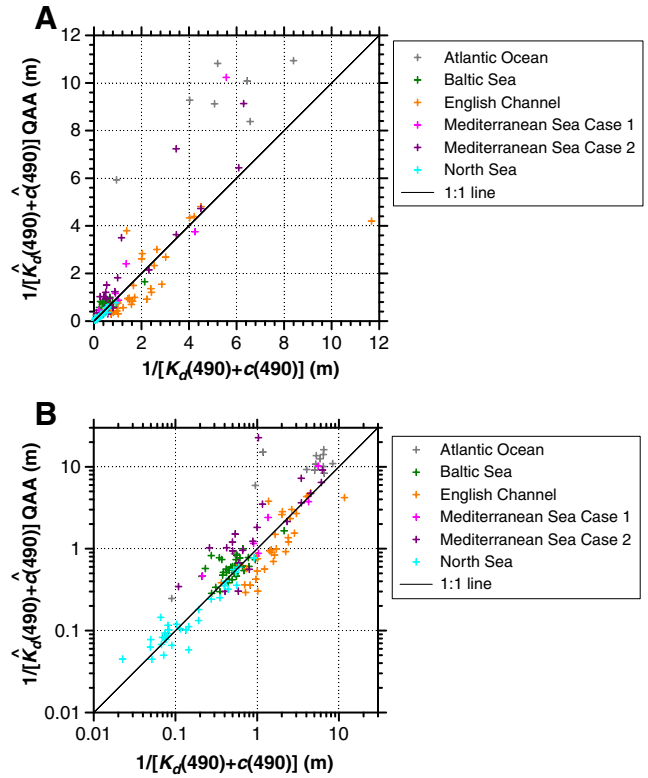 A
12
10
8
6
4
2
0
0 2 4 6 8 10 12
1/[K̂d(490)+ĉ(490)] QAA (m)
1/[Kd(490)+c(490)] (m)
Atlantic Ocean
Baltic Sea
English Channel
Mediterranean Sea Case 1
Mediterranean Sea Case 2
North Sea
1:1 line
B
10
1
0.1
0.01
0.01 0.1 1 10
1/[K̂d(490)+ĉ(490)] QAA (m)
1/[Kd(490)+c(490)] (m)
Atlantic Ocean
Baltic Sea
English Channel
Mediterranean Sea Case 1
Mediterranean Sea Case 2
North Sea
1:1 line